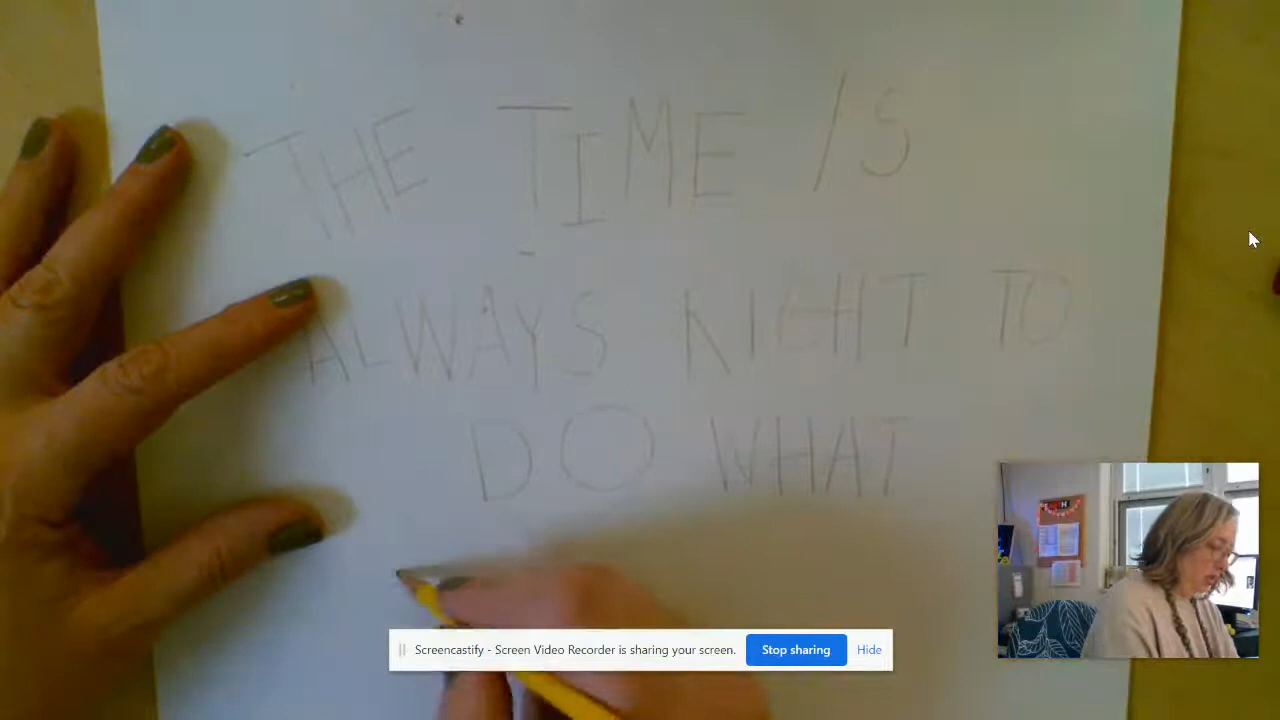 THE TIME IS
ALWAYS RIGHT TO
DO WHAT
Screencastify - Screen Video Recorder is sharing your screen.
Stop sharing
Hide